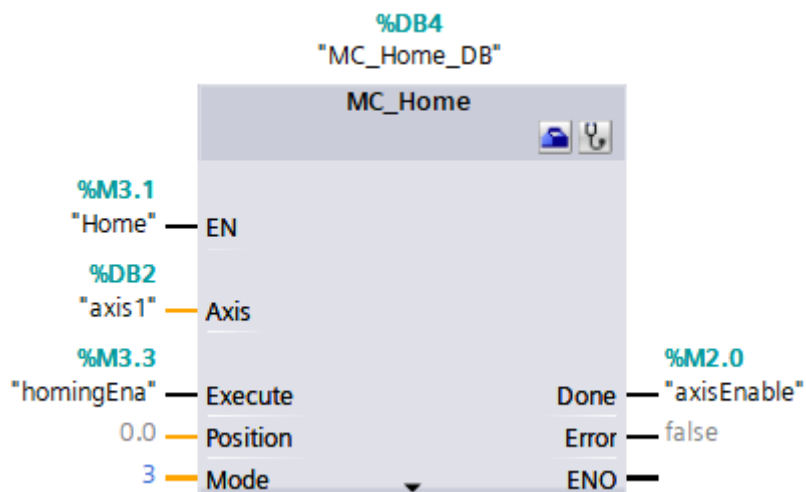 %DB4
"MC_Home_DB"
MC_Home
%M3.1
"Home" EN
%DB2
"axis1" Axis
%M3.3 %M2.0
"homingEna" Execute Done "axisEnable"
0.0 Position Error false
3 Mode ENO